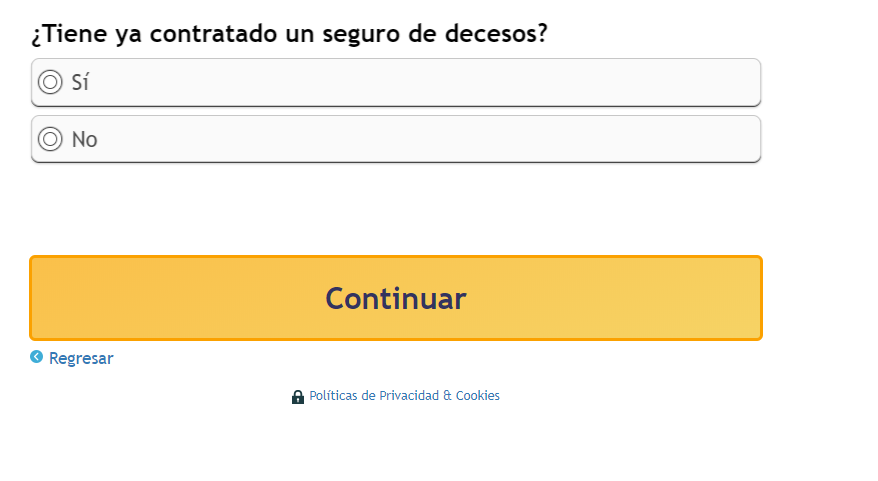 ¿Tiene ya contratado un seguro de decesos?
Sí
No
Continuar
Regresar
Políticas de Privacidad & Cookies